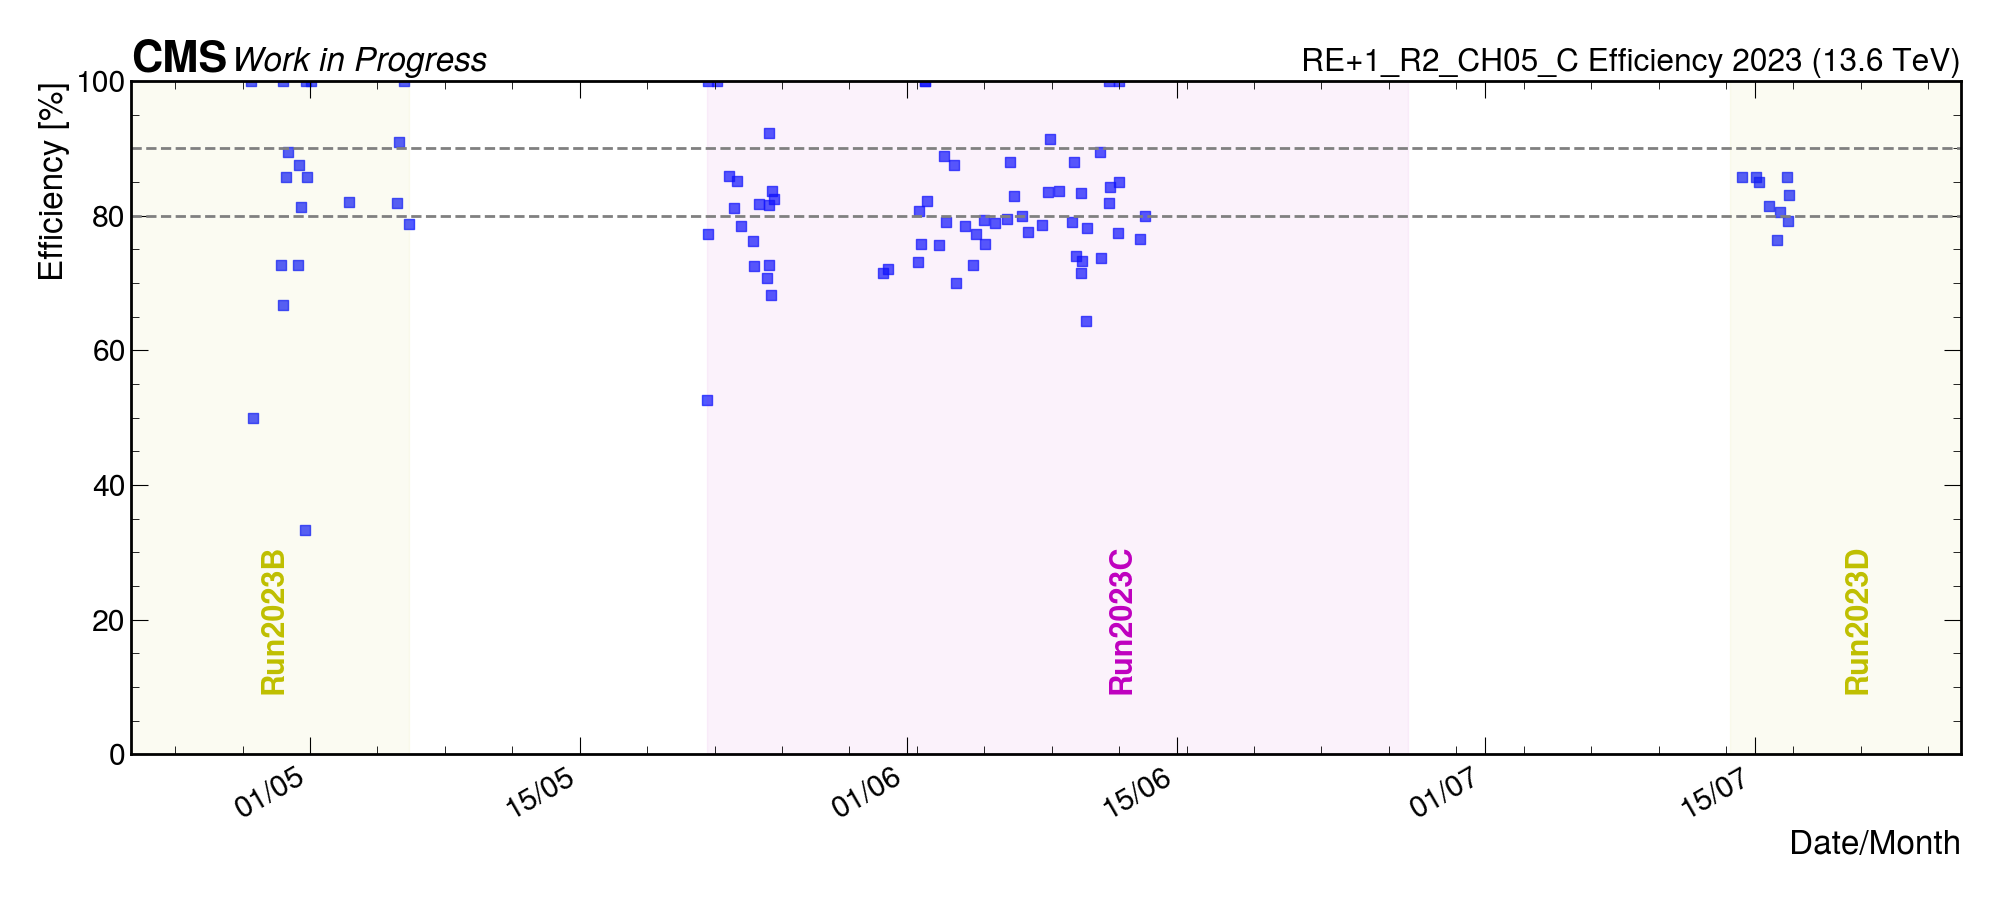 CMS Work in Progress
RE+1_R2_CH05_C Efficiency 2023 (13.6 TeV)
Efficiency [%]
100
80
60
40
20
0
Run2023B
Run2023C
Run2023D
01/05
15/05
01/06
15/06
01/07
15/07
Date/Month